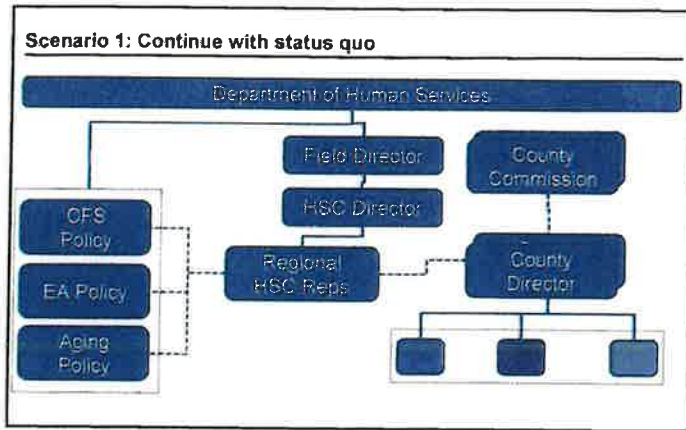 Scenario 1: Continue with status quo
Department of Human Services
Field Director
County
Commission
HSC Director
CFS
Policy
Regional
HSC Reps
County
Director
EA Policy
Aging
Policy